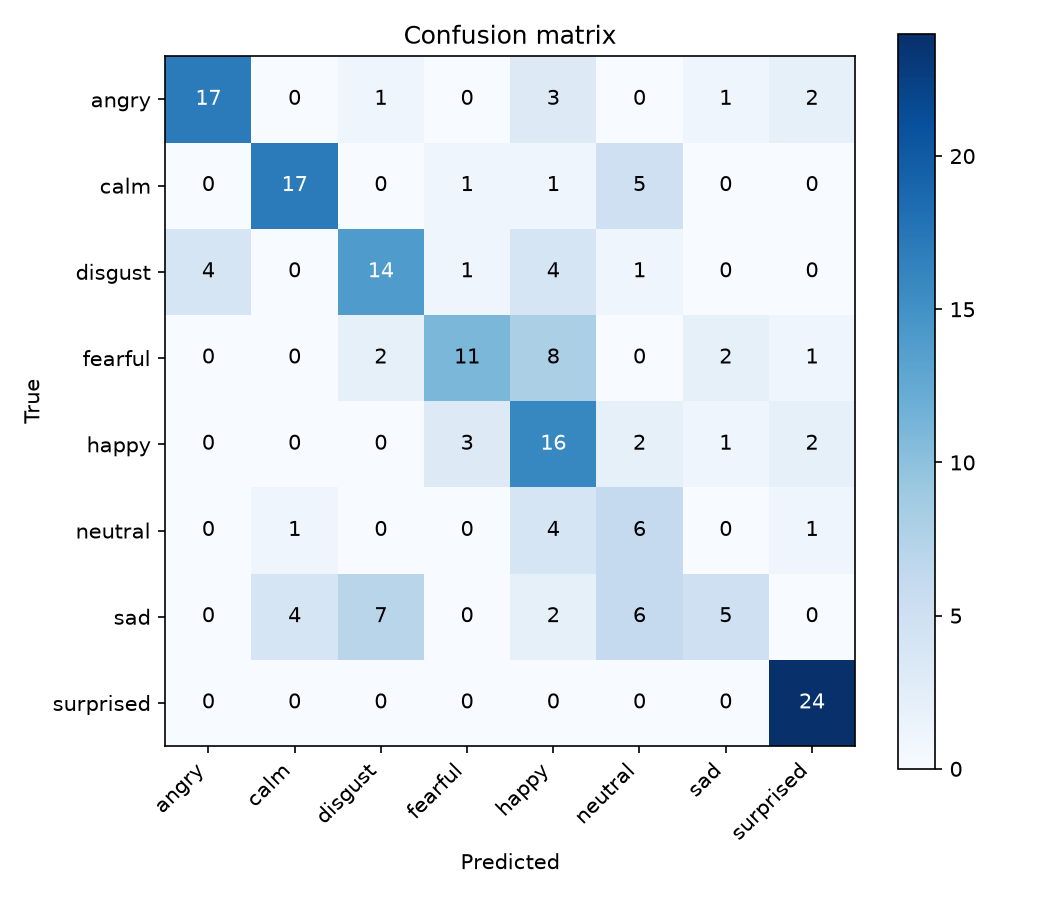 Confusion matrix
angry 17 0 1 0 3 0 1 2
calm 0 17 0 1 1 5 0 0
disgust 4 0 14 1 4 1 0 0
fearful 0 0 2 11 8 0 2 1
happy 0 0 0 3 16 2 1 2
neutral 0 1 0 0 4 6 0 1
sad 0 4 7 0 2 6 5 0
surprised 0 0 0 0 0 0 0 24
True
angry calm disgust fearful happy neutral sad surprised
Predicted
20
15
10
5
0